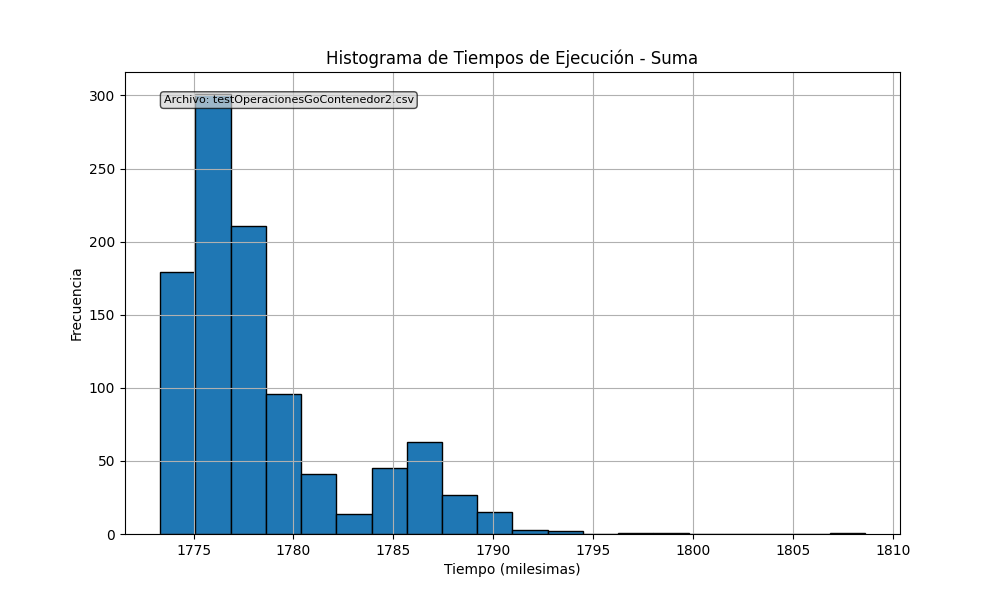 Histograma de Tiempos de Ejecución - Suma
Archivo: testOperacionesGoContenedor2.csv
Frecuencia
300
250
200
150
100
50
0
1775 1780 1785 1790 1795 1800 1805 1810
Tiempo (milesimas)